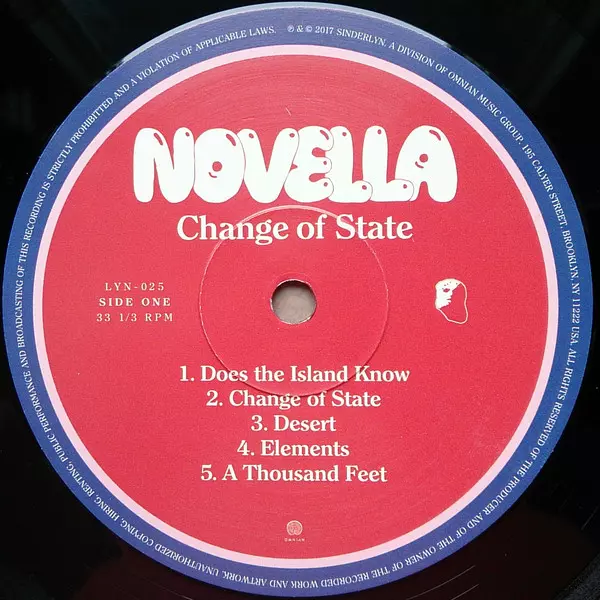 NOVELLA
Change of State
LYN-025
SIDE ONE
33 1/3 RPM
1. Does the Island Know
2. Change of State
3. Desert
4. Elements
5. A Thousand Feet
℗ & © 2017 SINDERLYN. A DIVISION OF OMNIAN MUSIC GROUP. 195 CALYER STREET, BROOKLYN, NY 11222 USA. ALL RIGHTS RESERVED OF THE PRODUCER AND OF THE OWNER OF THE RECORDED WORK AND ARTWORK. UNAUTHORIZED COPYING, HIRING, RENTING, PUBLIC PERFORMANCE AND BROADCASTING OF THIS RECORDING IS STRICTLY PROHIBITTED AND A VIOLATION OF APPLICABLE LAWS.